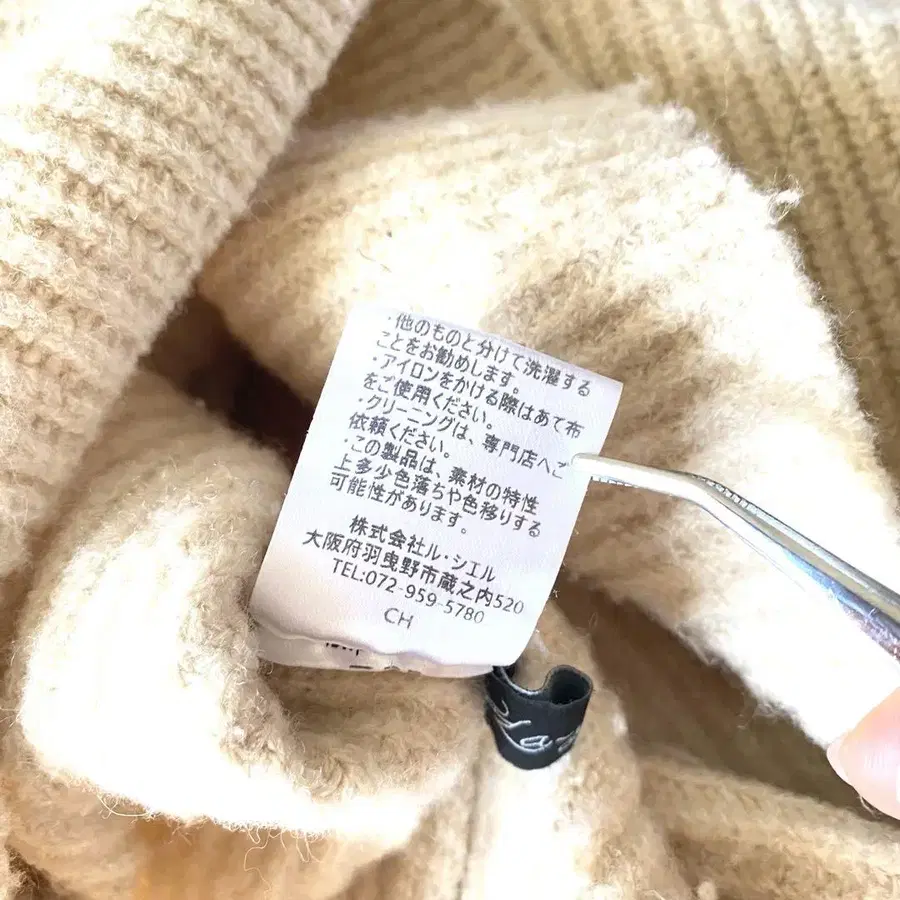 ・他のものと分けて洗濯する
ことをお勧めします。
・アイロンをかける際はあて布
をご使用ください。
・クリーニングは、専門店へご
依頼ください。
・この製品は、素材の特性
上多少色落ちや色移りする
可能性があります。
株式会社ル・シエル
大阪府羽曳野市蔵之内520
TEL:072-959-5780
CH